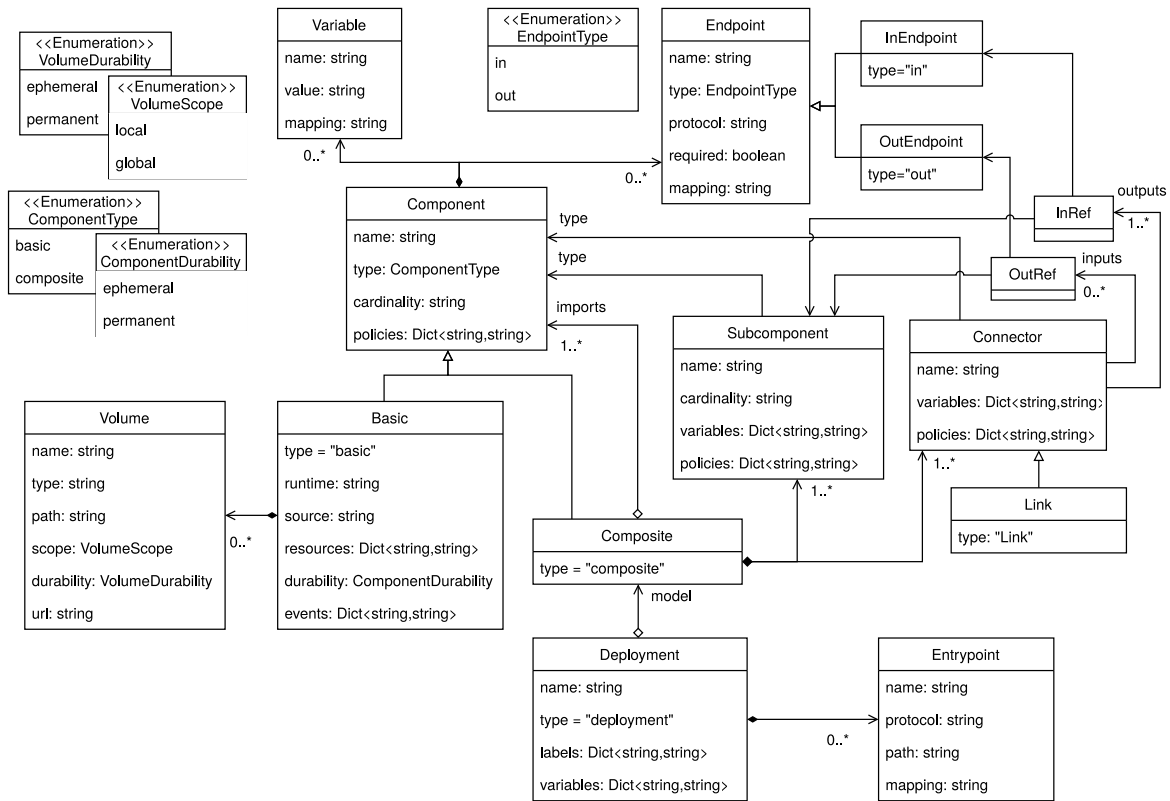 <<Enumeration>>
VolumeDurability
ephemeral
permanent
<<Enumeration>>
VolumeScope
local
global
<<Enumeration>>
ComponentType
basic
composite
<<Enumeration>>
ComponentDurability
ephemeral
permanent
Variable
name: string
value: string
mapping: string
0..*
<<Enumeration>>
EndpointType
in
out
Endpoint
name: string
type: EndpointType
protocol: string
required: boolean
mapping: string
0..*
InEndpoint
type="in"
OutEndpoint
type="out"
InRef
outputs
1..*
OutRef
inputs
0..*
Component
name: string
type: ComponentType
cardinality: string
policies: Dict<string,string>
type
type
imports
1..*
Subcomponent
name: string
cardinality: string
variables: Dict<string,string>
policies: Dict<string,string>
1..*
Connector
name: string
variables: Dict<string,string>
policies: Dict<string,string>
1..*
Link
type: "Link"
Volume
name: string
type: string
path: string
scope: VolumeScope
durability: VolumeDurability
url: string
0..*
Basic
type = "basic"
runtime: string
source: string
resources: Dict<string,string>
durability: ComponentDurability
events: Dict<string,string>
Composite
type = "composite"
model
Deployment
name: string
type = "deployment"
labels: Dict<string,string>
variables: Dict<string,string>
0..*
Entrypoint
name: string
protocol: string
path: string
mapping: string